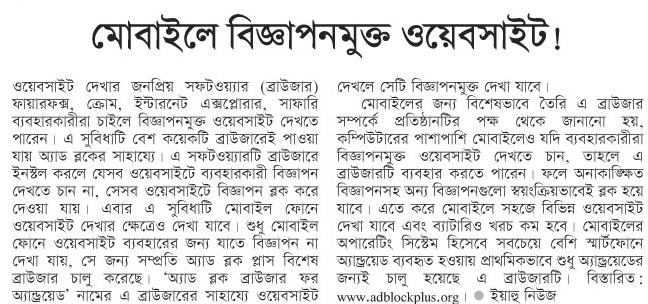 মোবাইলে বিজ্ঞাপনমুক্ত ওয়েবসাইট!
ওয়েবসাইট দেখার জনপ্রিয় সফটওয়্যার (ব্রাউজার)
ফায়ারফক্স, ক্রোম, ইন্টারনেট এক্সপ্লোরার, সাফারি
ব্যবহারকারীরা চাইলে বিজ্ঞাপনমুক্ত ওয়েবসাইট দেখতে
পারেন। এ সুবিধাটি বেশ কয়েকটি ব্রাউজারেই পাওয়া
যায় অ্যাড ব্লকের সাহায্যে। এ সফটওয়্যারটি ব্রাউজারে
ইনস্টল করলে যেসব ওয়েবসাইটে ব্যবহারকারী বিজ্ঞাপন
দেখতে চান না, সেসব ওয়েবসাইটে বিজ্ঞাপন ব্লক করে
দেওয়া যায়। এবার এ সুবিধাটি মোবাইল ফোনে
ওয়েবসাইট দেখার ক্ষেত্রেও দেখা যাবে। শুধু মোবাইল
ফোনে ওয়েবসাইট ব্যবহারের জন্য যাতে বিজ্ঞাপন না
দেখা যায়, সে জন্য সম্প্রতি অ্যাড ব্লক প্লাস বিশেষ
ব্রাউজার চালু করেছে। ‘অ্যাড ব্লক ব্রাউজার ফর
অ্যান্ড্রয়েড’ নামের এ ব্রাউজারের সাহায্যে ওয়েবসাইট
দেখলে সেটি বিজ্ঞাপনমুক্ত দেখা যাবে।
মোবাইলের জন্য বিশেষভাবে তৈরি এ ব্রাউজার
সম্পর্কে প্রতিষ্ঠানটির পক্ষ থেকে জানানো হয়,
কম্পিউটারের পাশাপাশি মোবাইলেও যদি ব্যবহারকারীরা
বিজ্ঞাপনমুক্ত ওয়েবসাইট দেখতে চান, তাহলে এ
ব্রাউজারটি ব্যবহার করতে পারেন। ফলে অনাকাঙ্ক্ষিত
বিজ্ঞাপনসহ অন্য বিজ্ঞাপনগুলো স্বয়ংক্রিয়ভাবেই ব্লক হয়ে
যাবে। এতে করে মোবাইলে সহজে বিভিন্ন ওয়েবসাইট
দেখা যাবে এবং ব্যাটারিও খরচ কম হবে। মোবাইলের
অপারেটিং সিস্টেম হিসেবে সবচেয়ে বেশি স্মার্টফোনে
অ্যান্ড্রয়েড ব্যবহৃত হওয়ায় প্রাথমিকভাবে শুধু অ্যান্ড্রয়েডের
জন্যই চালু হয়েছে এ ব্রাউজারটি। বিস্তারিত:
www.adblockplus.org। ● ইয়াহু নিউজ